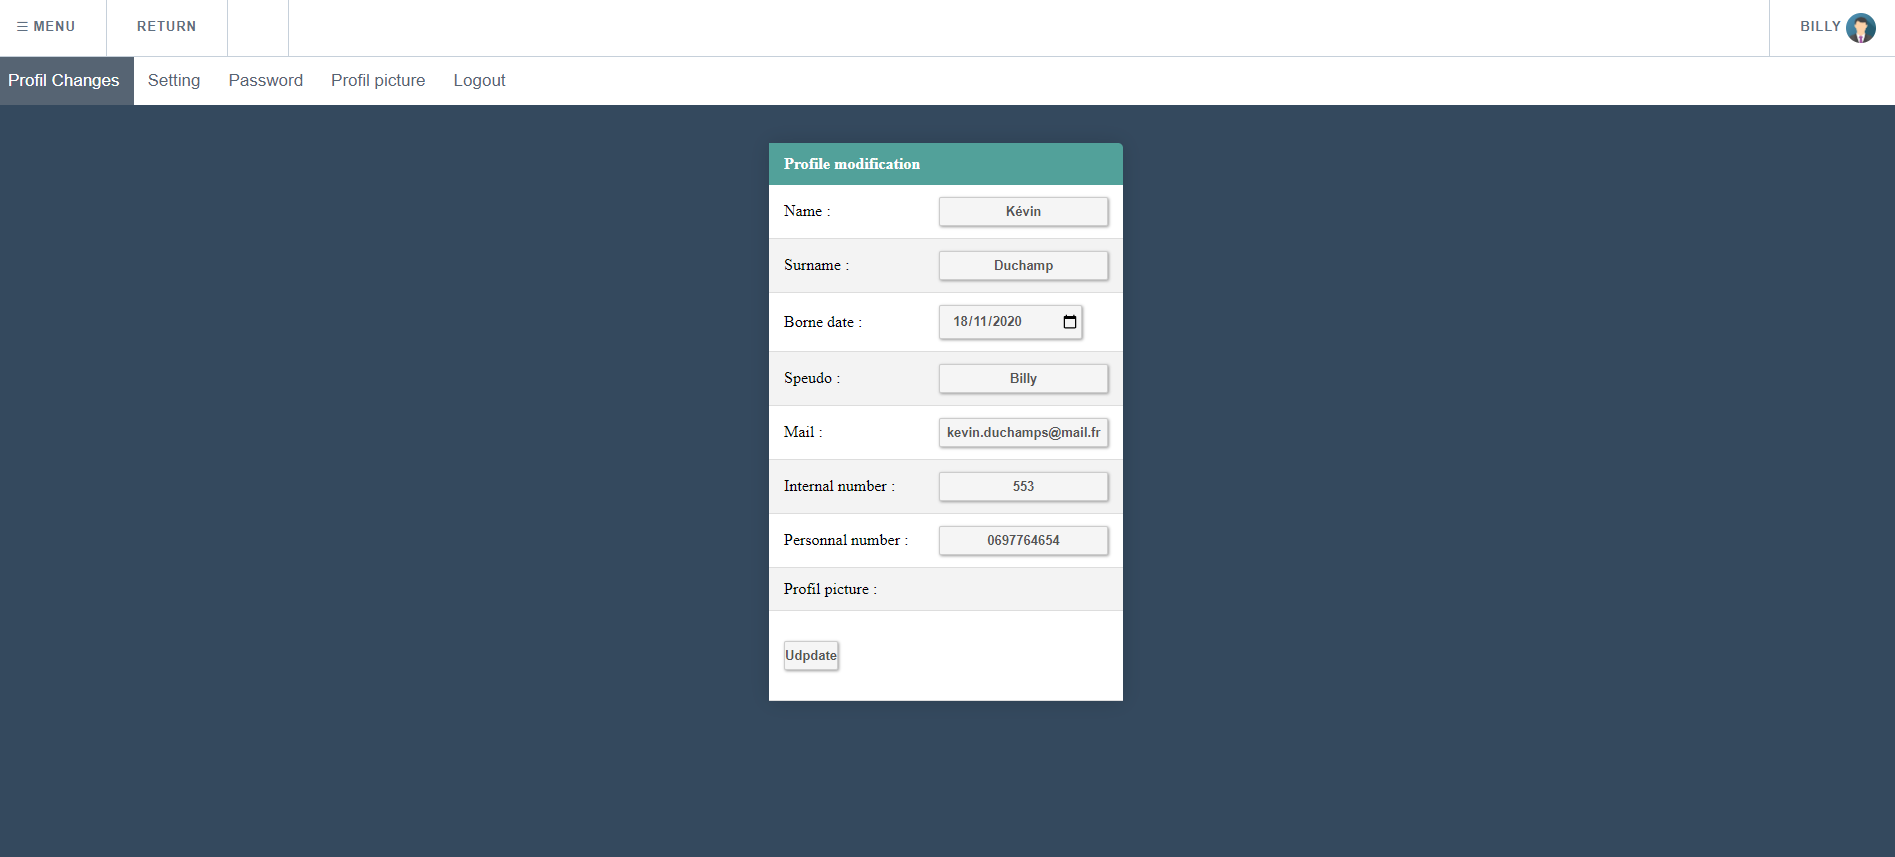 ☰ MENU RETURN BILLY
Profil Changes Setting Password Profil picture Logout
Profile modification
Name : Kévin
Surname : Duchamp
Borne date : 18/11/2020
Speudo : Billy
Mail : kevin.duchamps@mail.fr
Internal number : 553
Personnal number : 0697764654
Profil picture :
Udpdate